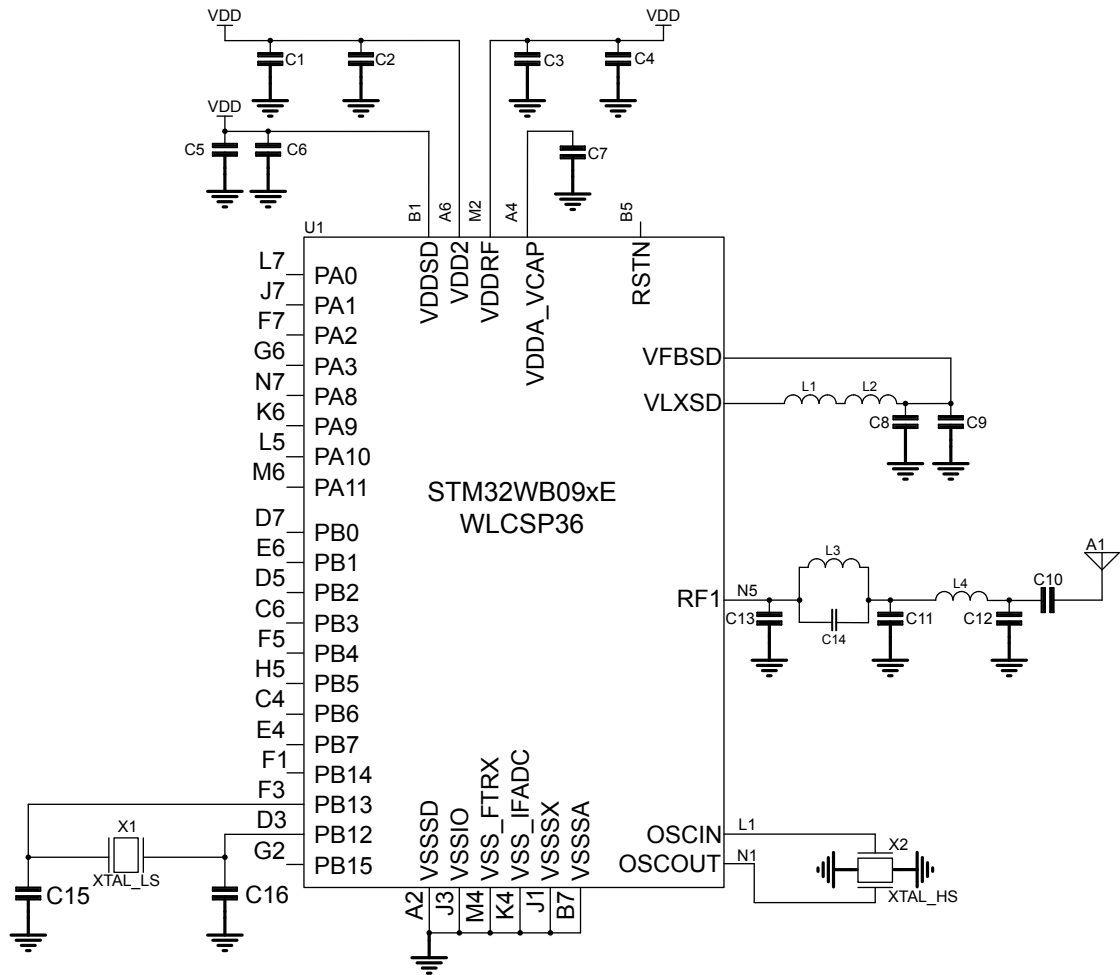 VDD
C1
C2
C3
C4
VDD
VDD
C5
C6
C7
B1
A6
M2
A4
B5
U1
VDDSD
VDD2
VDDRF
VDDA_VCAP
RSTN
L7 PA0
J7 PA1
F7 PA2
G6 PA3
N7 PA8
K6 PA9
L5 PA10
M6 PA11
D7 PB0
E6 PB1
D5 PB2
C6 PB3
F5 PB4
H5 PB5
C4 PB6
E4 PB7
F1 PB14
F3 PB13
D3 PB12
G2 PB15
STM32WB09xE
WLCSP36
VFBSD
VLXSD
L1
L2
C8
C9
RF1 N5
L3
C13
C14
C11
L4
C12
C10
A1
OSCIN L1
OSCOUT N1
X2
XTAL_HS
X1
XTAL_LS
C15
C16
VSSSD
VSSIO
VSS_FTRX
VSS_IFADC
VSSSX
VSSSA
A2
J3
M4
K4
J1
B7